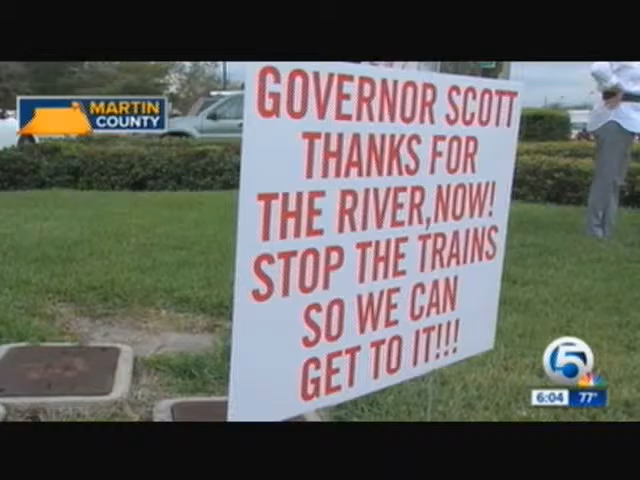 MARTIN
COUNTY
GOVERNOR SCOTT
THANKS FOR
THE RIVER, NOW!
STOP THE TRAINS
SO WE CAN
GET TO IT!!!
5
6:04 77°